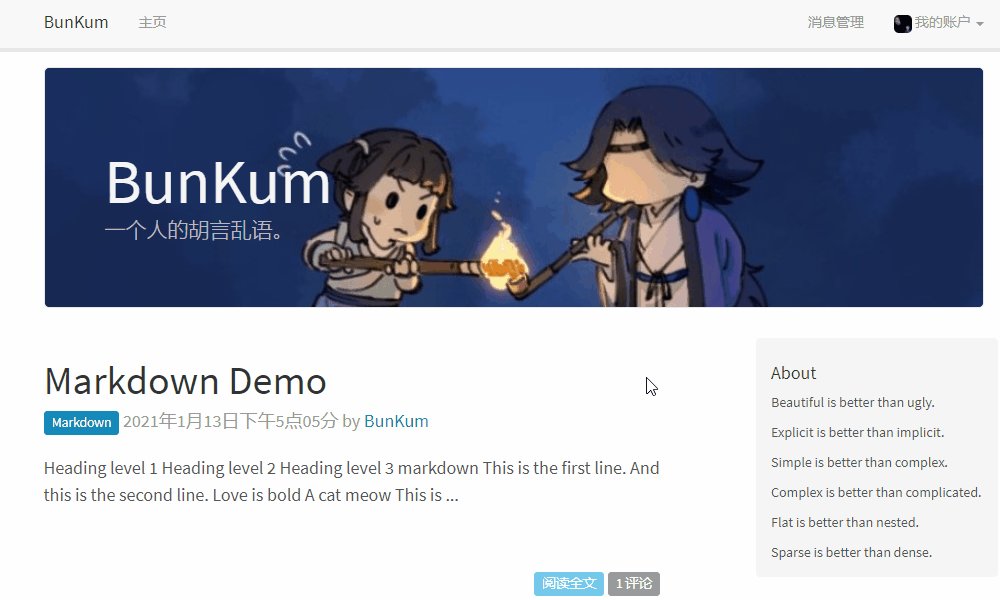 BunKum 主页 消息管理 我的账户
BunKum
一个人的胡言乱语。
Markdown Demo
Markdown 2021年1月13日下午5点05分 by BunKum
Heading level 1 Heading level 2 Heading level 3 markdown This is the first line. And
this is the second line. Love is bold A cat meow This is ...
阅读全文 1 评论
About
Beautiful is better than ugly.
Explicit is better than implicit.
Simple is better than complex.
Complex is better than complicated.
Flat is better than nested.
Sparse is better than dense.